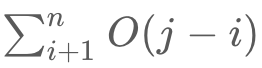 ∑_{i+1}^{n} O(j − i)